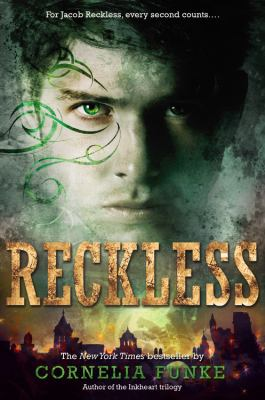 For Jacob Reckless, every second counts....
RECKLESS
The New York Times bestseller by
CORNELIA FUNKE
Author of the Inkheart trilogy